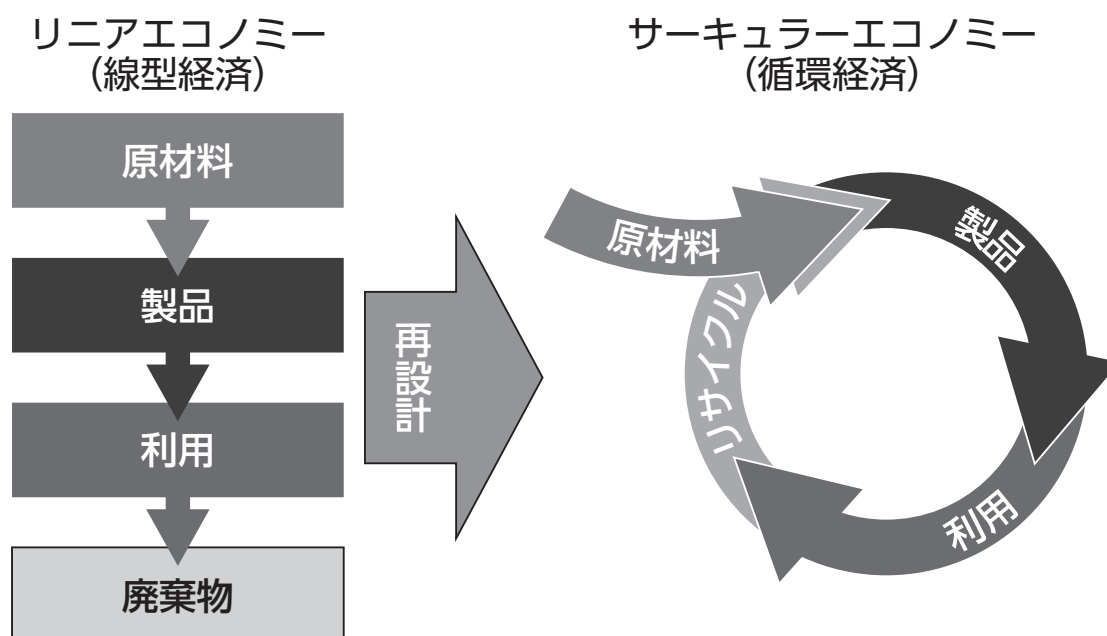 リニアエコノミー
（線型経済）
原材料
製品
利用
廃棄物
再設計
サーキュラーエコノミー
（循環経済）
原材料
製品
利用
リサイクル